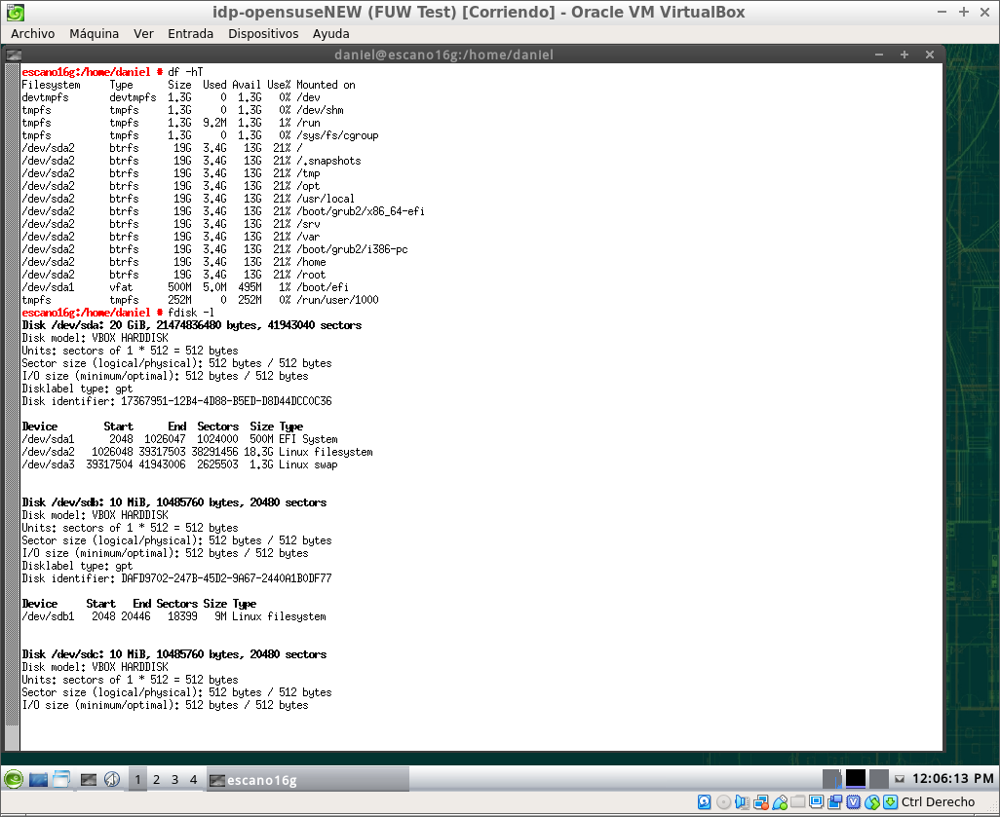 idp-opensuseNEW (FUW Test) [Corriendo] - Oracle VM VirtualBox
Archivo Máquina Ver Entrada Dispositivos Ayuda
daniel@escano16g:/home/daniel
escano16g:/home/daniel # df -hT
Filesystem Type Size Used Avail Use% Mounted on
devtmpfs devtmpfs 1.3G 0 1.3G 0% /dev
tmpfs tmpfs 1.3G 0 1.3G 0% /dev/shm
tmpfs tmpfs 1.3G 9.2M 1.3G 1% /run
tmpfs tmpfs 1.3G 0 1.3G 0% /sys/fs/cgroup
/dev/sda2 btrfs 19G 3.4G 13G 21% /
/dev/sda2 btrfs 19G 3.4G 13G 21% /.snapshots
/dev/sda2 btrfs 19G 3.4G 13G 21% /tmp
/dev/sda2 btrfs 19G 3.4G 13G 21% /opt
/dev/sda2 btrfs 19G 3.4G 13G 21% /usr/local
/dev/sda2 btrfs 19G 3.4G 13G 21% /boot/grub2/x86_64-efi
/dev/sda2 btrfs 19G 3.4G 13G 21% /srv
/dev/sda2 btrfs 19G 3.4G 13G 21% /var
/dev/sda2 btrfs 19G 3.4G 13G 21% /boot/grub2/i386-pc
/dev/sda2 btrfs 19G 3.4G 13G 21% /home
/dev/sda2 btrfs 19G 3.4G 13G 21% /root
/dev/sda1 vfat 500M 5.0M 495M 1% /boot/efi
tmpfs tmpfs 252M 0 252M 0% /run/user/1000
escano16g:/home/daniel # fdisk -l
Disk /dev/sda: 20 GiB, 21474836480 bytes, 41943040 sectors
Disk model: VBOX HARDDISK
Units: sectors of 1 * 512 = 512 bytes
Sector size (logical/physical): 512 bytes / 512 bytes
I/O size (minimum/optimal): 512 bytes / 512 bytes
Disklabel type: gpt
Disk identifier: 17367951-12B4-4D88-B5ED-D8D44DCC0C36
Device Start End Sectors Size Type
/dev/sda1 2048 1026047 1024000 500M EFI System
/dev/sda2 1026048 39317503 38291456 18.3G Linux filesystem
/dev/sda3 39317504 41943006 2625503 1.3G Linux swap
Disk /dev/sdb: 10 MiB, 10485760 bytes, 20480 sectors
Disk model: VBOX HARDDISK
Units: sectors of 1 * 512 = 512 bytes
Sector size (logical/physical): 512 bytes / 512 bytes
I/O size (minimum/optimal): 512 bytes / 512 bytes
Disklabel type: gpt
Disk identifier: DAFD9702-247B-45D2-9A67-2440A1B0DF77
Device Start End Sectors Size Type
/dev/sdb1 2048 20446 18399 9M Linux filesystem
Disk /dev/sdc: 10 MiB, 10485760 bytes, 20480 sectors
Disk model: VBOX HARDDISK
Units: sectors of 1 * 512 = 512 bytes
Sector size (logical/physical): 512 bytes / 512 bytes
I/O size (minimum/optimal): 512 bytes / 512 bytes
1 2 3 4 escano16g 12:06:13 PM
Ctrl Derecho